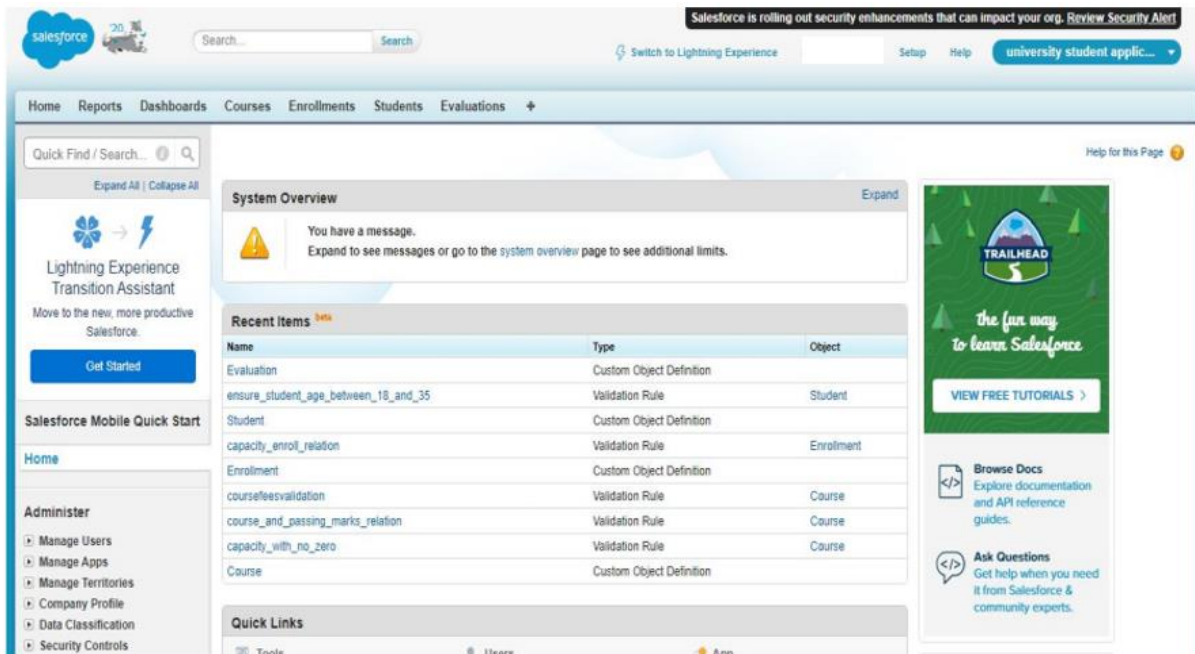 Salesforce is rolling out security enhancements that can impact your org. Review Security Alert
salesforce
'20
Search...
Search
Switch to Lightning Experience
Setup
Help
university student applic...
Home Reports Dashboards Courses Enrollments Students Evaluations +
Quick Find / Search...
Expand All | Collapse All
Lightning Experience
Transition Assistant
Move to the new, more productive
Salesforce.
Get Started
Salesforce Mobile Quick Start
Home
Administer
Manage Users
Manage Apps
Manage Territories
Company Profile
Data Classification
Security Controls
Help for this Page
System Overview
Expand
You have a message.
Expand to see messages or go to the system overview page to see additional limits.
Recent Items beta
Name Type Object
Evaluation Custom Object Definition
ensure_student_age_between_18_and_35 Validation Rule Student
Student Custom Object Definition
capacity_enroll_relation Validation Rule Enrollment
Enrollment Custom Object Definition
coursefeesvalidation Validation Rule Course
course_and_passing_marks_relation Validation Rule Course
capacity_with_no_zero Validation Rule Course
Course Custom Object Definition
Quick Links
Tools Users App
TRAILHEAD
the fun way
to learn Salesforce
VIEW FREE TUTORIALS >
</>
Browse Docs
Explore documentation
and API reference
guides.
</>
Ask Questions
Get help when you need
it from Salesforce &
community experts.